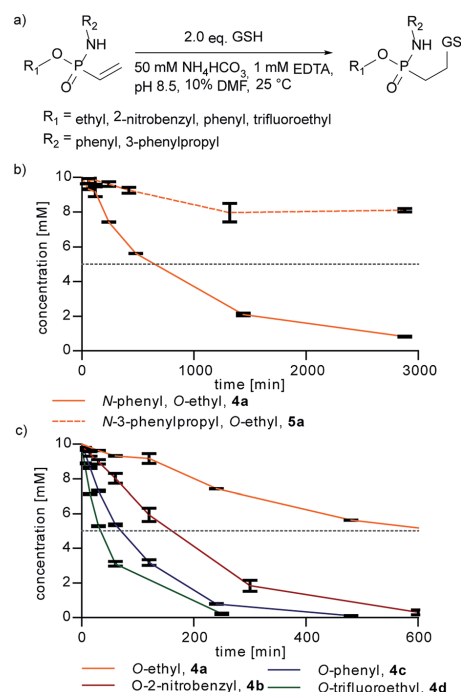 a)
R₂
NH
O
P
R₁
O
2.0 eq. GSH
50 mM NH₄HCO₃, 1 mM EDTA,
pH 8.5, 10% DMF, 25 °C
R₂
NH
GS
O
P
R₁
O
R₁ = ethyl, 2-nitrobenzyl, phenyl, trifluoroethyl
R₂ = phenyl, 3-phenylpropyl
b)
concentration [mM]
10
8
6
4
2
0
0 1000 2000 3000
time [min]
N-phenyl, O-ethyl, 4a
N-3-phenylpropyl, O-ethyl, 5a
c)
concentration [mM]
10
8
6
4
2
0
0 200 400 600
time [min]
O-ethyl, 4a
O-phenyl, 4c
O-2-nitrobenzyl, 4b
O-trifluoroethyl, 4d